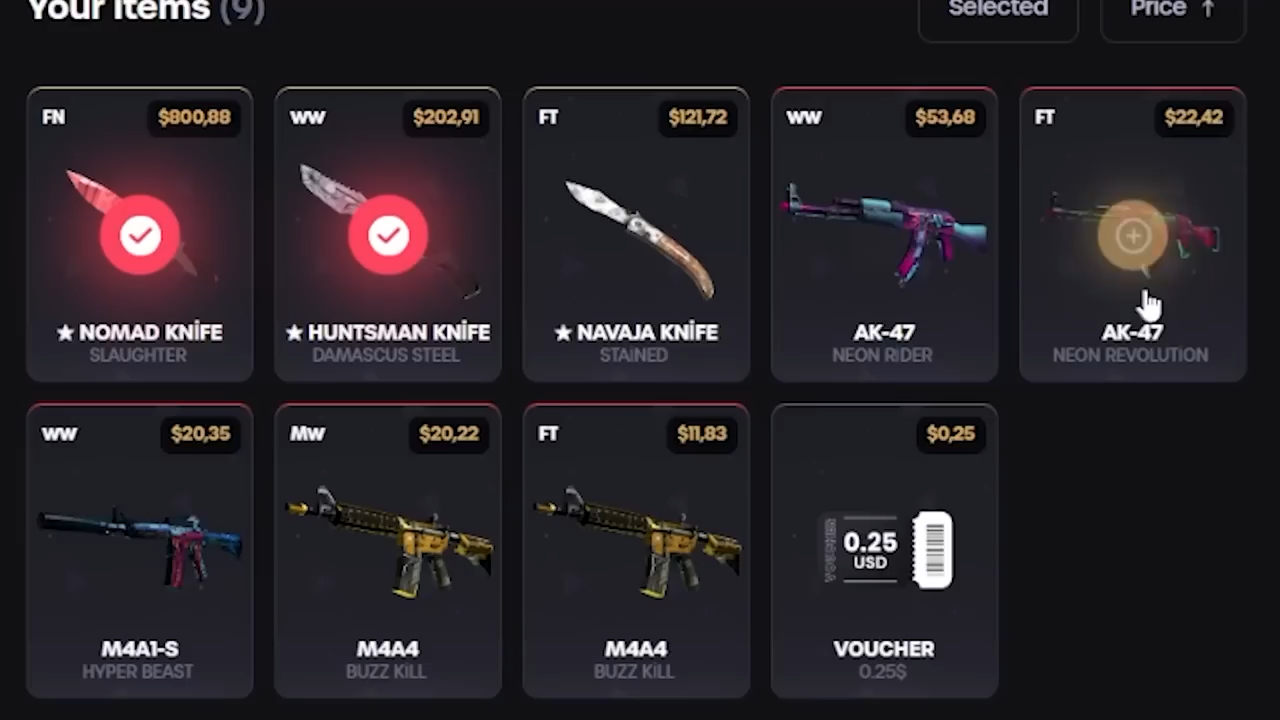 Your Items (9)
Selected
Price ↑
FN
$800,88
★ NOMAD KNİFE
SLAUGHTER
WW
$202,91
★ HUNTSMAN KNİFE
DAMASCUS STEEL
FT
$121,72
★ NAVAJA KNİFE
STAINED
WW
$53,68
AK-47
NEON RIDER
FT
$22,42
AK-47
NEON REVOLUTION
WW
$20,35
M4A1-S
HYPER BEAST
MW
$20,22
M4A4
BUZZ KILL
FT
$11,83
M4A4
BUZZ KILL
$0,25
VOUCHER
0.25
USD
VOUCHER
0.25$